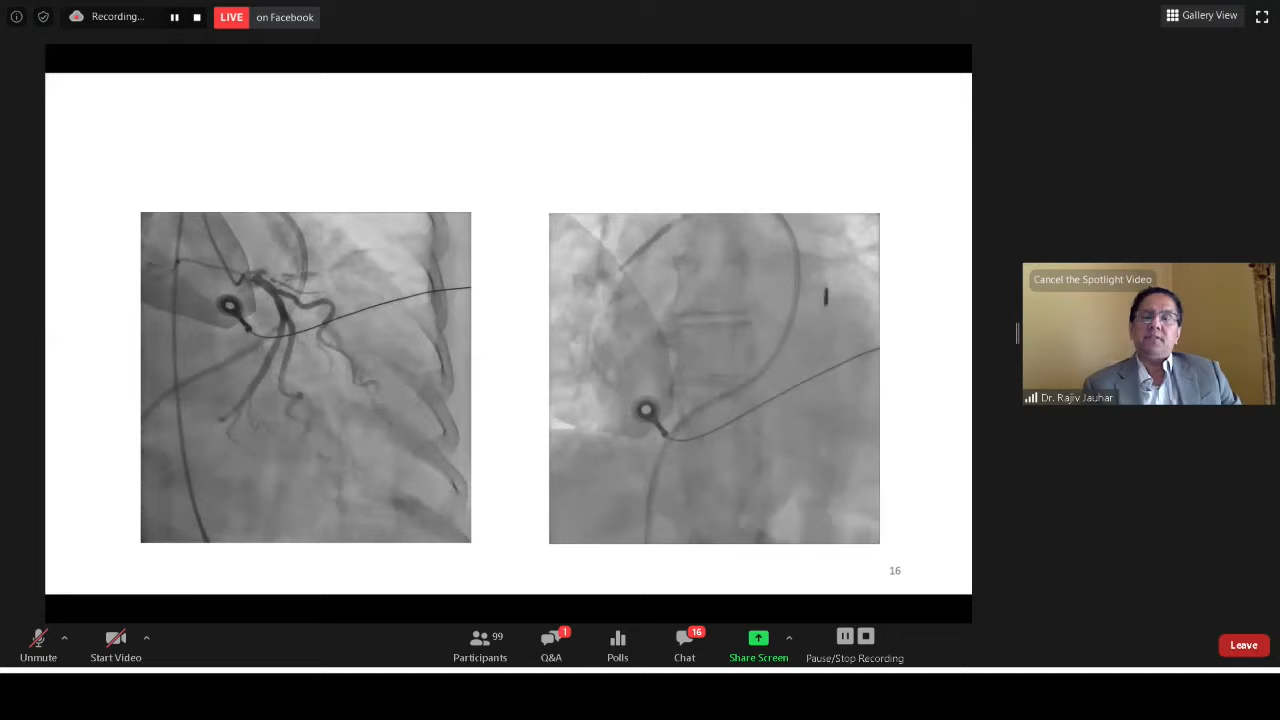 Recording...
LIVE on Facebook
Gallery View
Cancel the Spotlight Video
Dr. Rajiv Jauhar
16
99
1
16
Unmute
Start Video
Participants
Q&A
Polls
Chat
Share Screen
Pause/Stop Recording
Leave